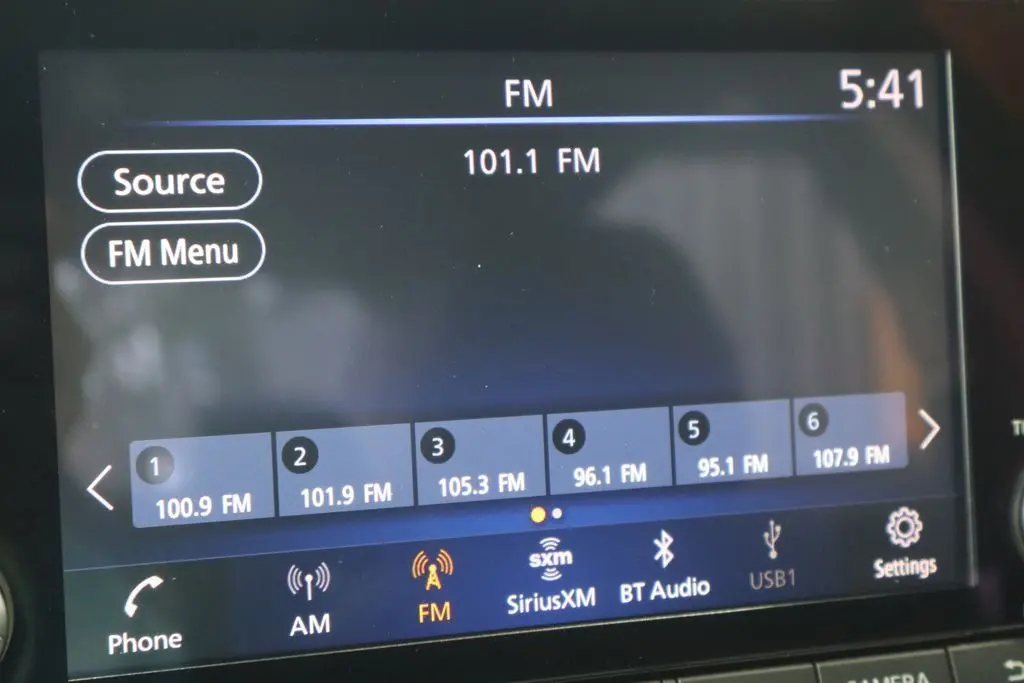 FM
5:41
101.1 FM
Source
FM Menu
1
100.9 FM
2
101.9 FM
3
105.3 FM
4
96.1 FM
5
95.1 FM
6
107.9 FM
Phone
AM
FM
sxm
SiriusXM
BT Audio
USB1
Settings
CAMERA